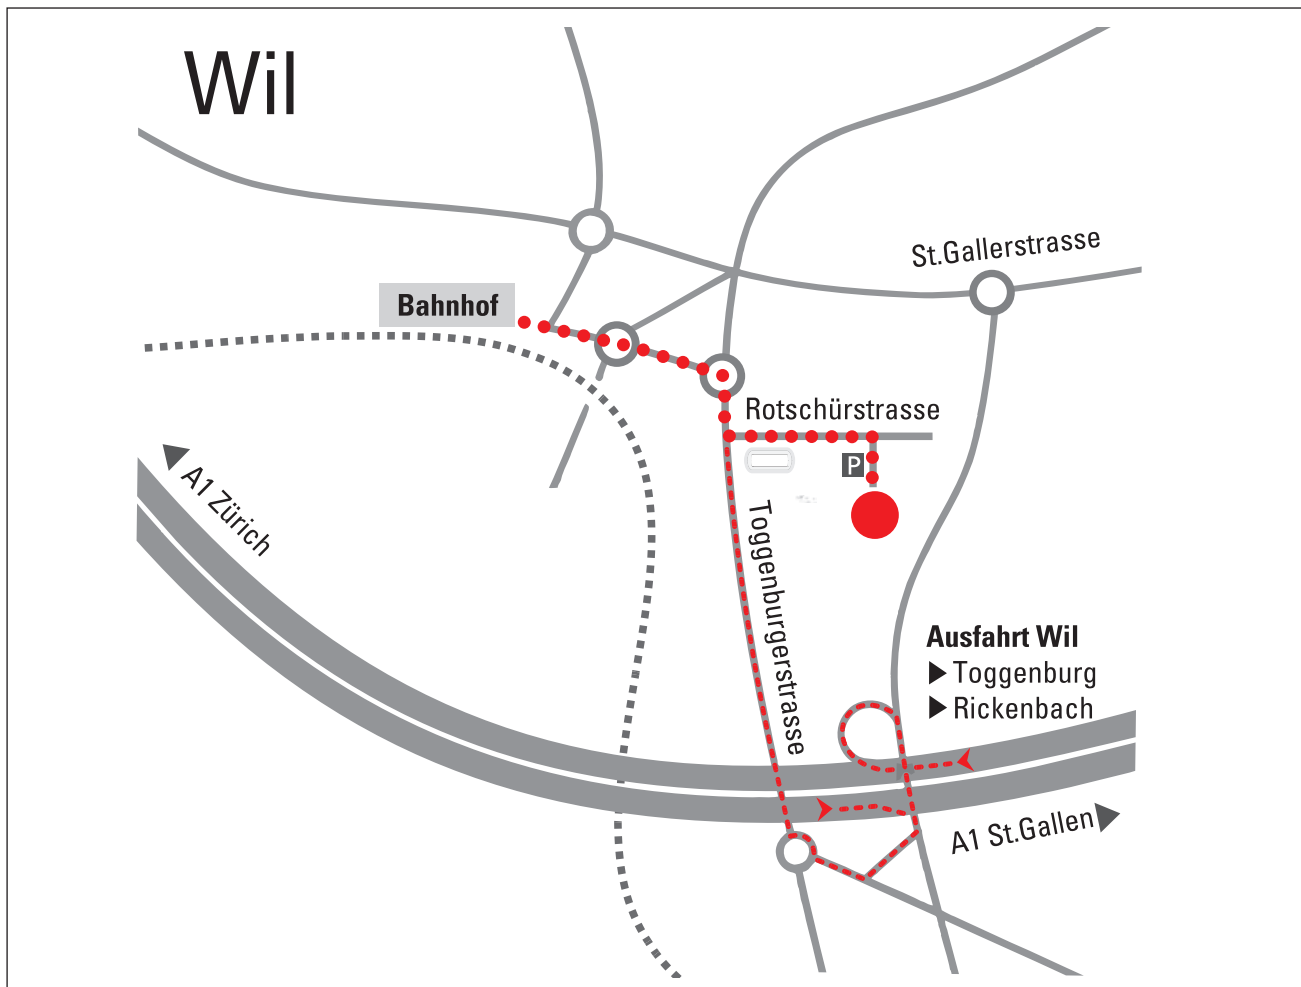 Wil
St.Gallerstrasse
Bahnhof
Rotschürstrasse
P
A1 Zürich
Toggenburgerstrasse
Ausfahrt Wil
Toggenburg
Rickenbach
A1 St.Gallen